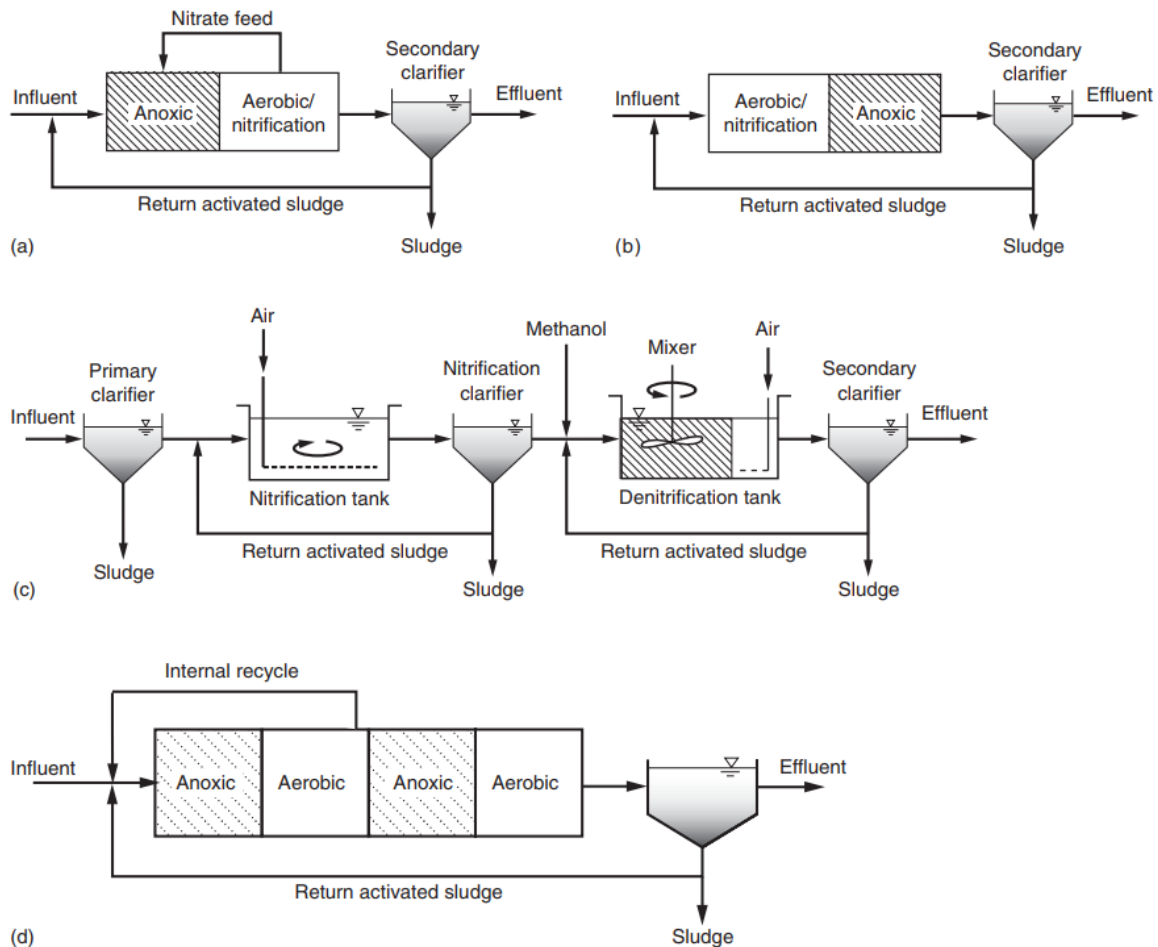 Nitrate feed
Secondary
clarifier
Influent
Anoxic
Aerobic/
nitrification
Effluent
Return activated sludge
Sludge
(a)
Secondary
clarifier
Influent
Aerobic/
nitrification
Anoxic
Effluent
Return activated sludge
Sludge
(b)
Air
Methanol
Air
Mixer
Primary
clarifier
Nitrification
clarifier
Secondary
clarifier
Influent
Effluent
Nitrification tank
Denitrification tank
Return activated sludge
Return activated sludge
Sludge
Sludge
Sludge
(c)
Internal recycle
Influent
Anoxic
Aerobic
Anoxic
Aerobic
Effluent
Return activated sludge
Sludge
(d)